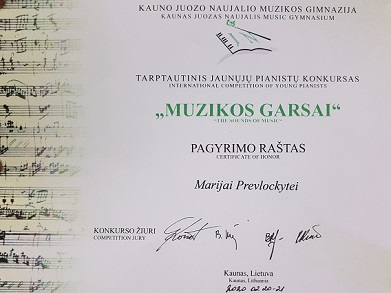 KAUNO JUOZO NAUJALIO MUZIKOS GIMNAZIJA
KAUNAS JUOZAS NAUJALIS MUSIC GYMNASIUM
TARPTAUTINIS JAUNŲJŲ PIANISTŲ KONKURSAS
INTERNATIONAL COMPETITION OF YOUNG PIANISTS
„MUZIKOS GARSAI“
"THE SOUNDS OF MUSIC"
PAGYRIMO RAŠTAS
CERTIFICATE OF HONOR
Marijai Prevlockytei
KONKURSO ŽIURI
COMPETITION JURY
Kaunas, Lietuva
Kaunas, Lithuania
2020 02 20-21